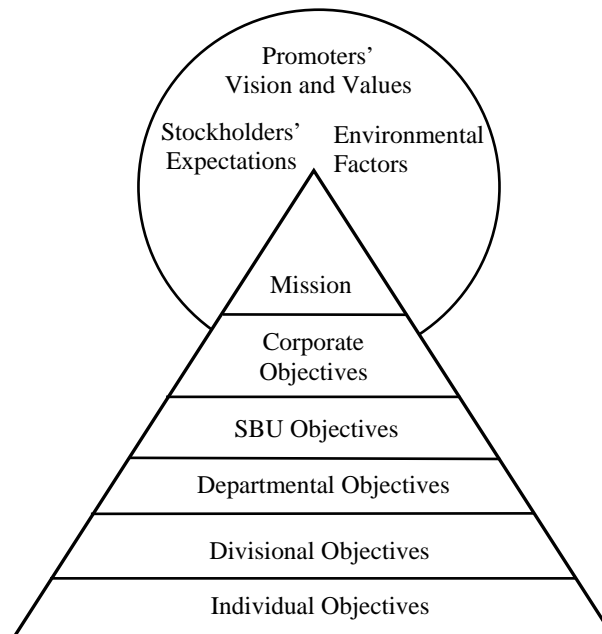 Promoters’
Vision and Values
Stockholders’
Expectations
Environmental
Factors
Mission
Corporate
Objectives
SBU Objectives
Departmental Objectives
Divisional Objectives
Individual Objectives